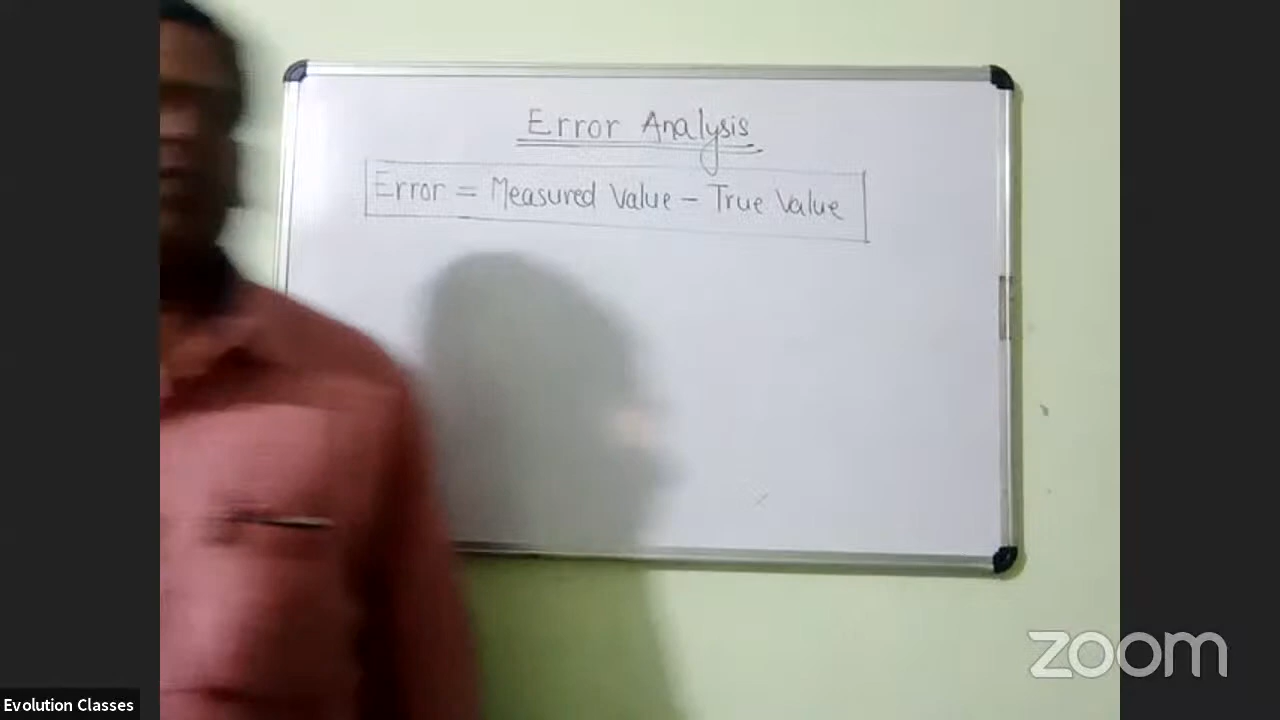 Error Analysis
Error = Measured Value – True Value
zoom
Evolution Classes